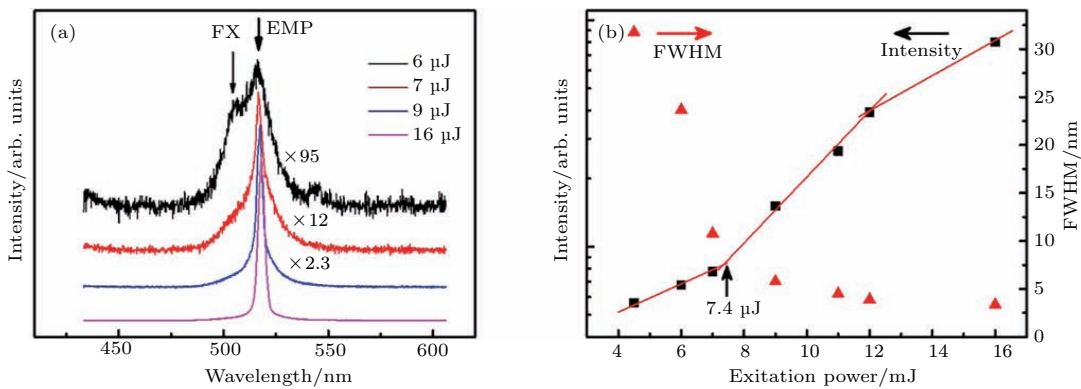 (a)
FX
EMP
6 µJ
7 µJ
9 µJ
16 µJ
×95
×12
×2.3
Intensity/arb. units
450
500
550
600
Wavelength/nm
(b)
FWHM
Intensity
7.4 µJ
Intensity/arb. units
4
6
8
10
12
14
16
Exitation power/mJ
30
25
20
15
10
5
0
FWHM/nm